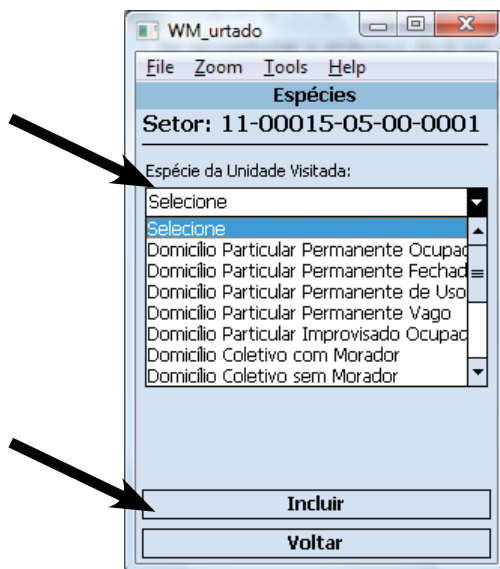 WM_urtado
File Zoom Tools Help
Espécies
Setor: 11-00015-05-00-0001
Espécie da Unidade Visitada:
Selecione
Selecione
Domicílio Particular Permanente Ocupad
Domicílio Particular Permanente Fechad
Domicílio Particular Permanente de Uso
Domicílio Particular Permanente Vago
Domicílio Particular Improvisado Ocupad
Domicílio Coletivo com Morador
Domicílio Coletivo sem Morador
Incluir
Voltar